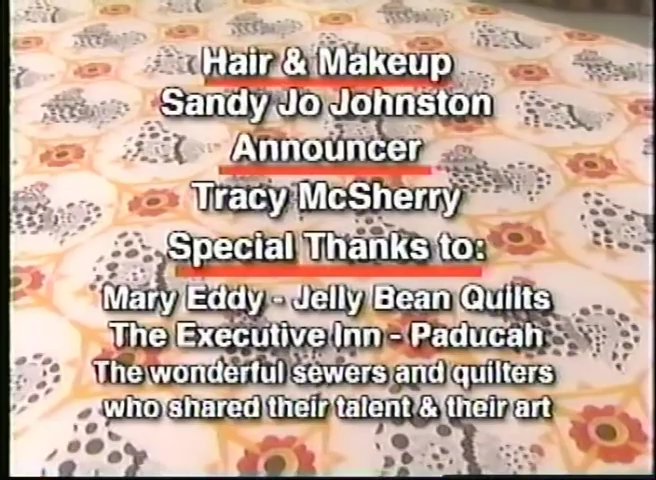 Hair & Makeup
Sandy Jo Johnston
Announcer
Tracy McSherry
Special Thanks to:
Mary Eddy - Jelly Bean Quilts
The Executive Inn - Paducah
The wonderful sewers and quilters
who shared their talent & their art